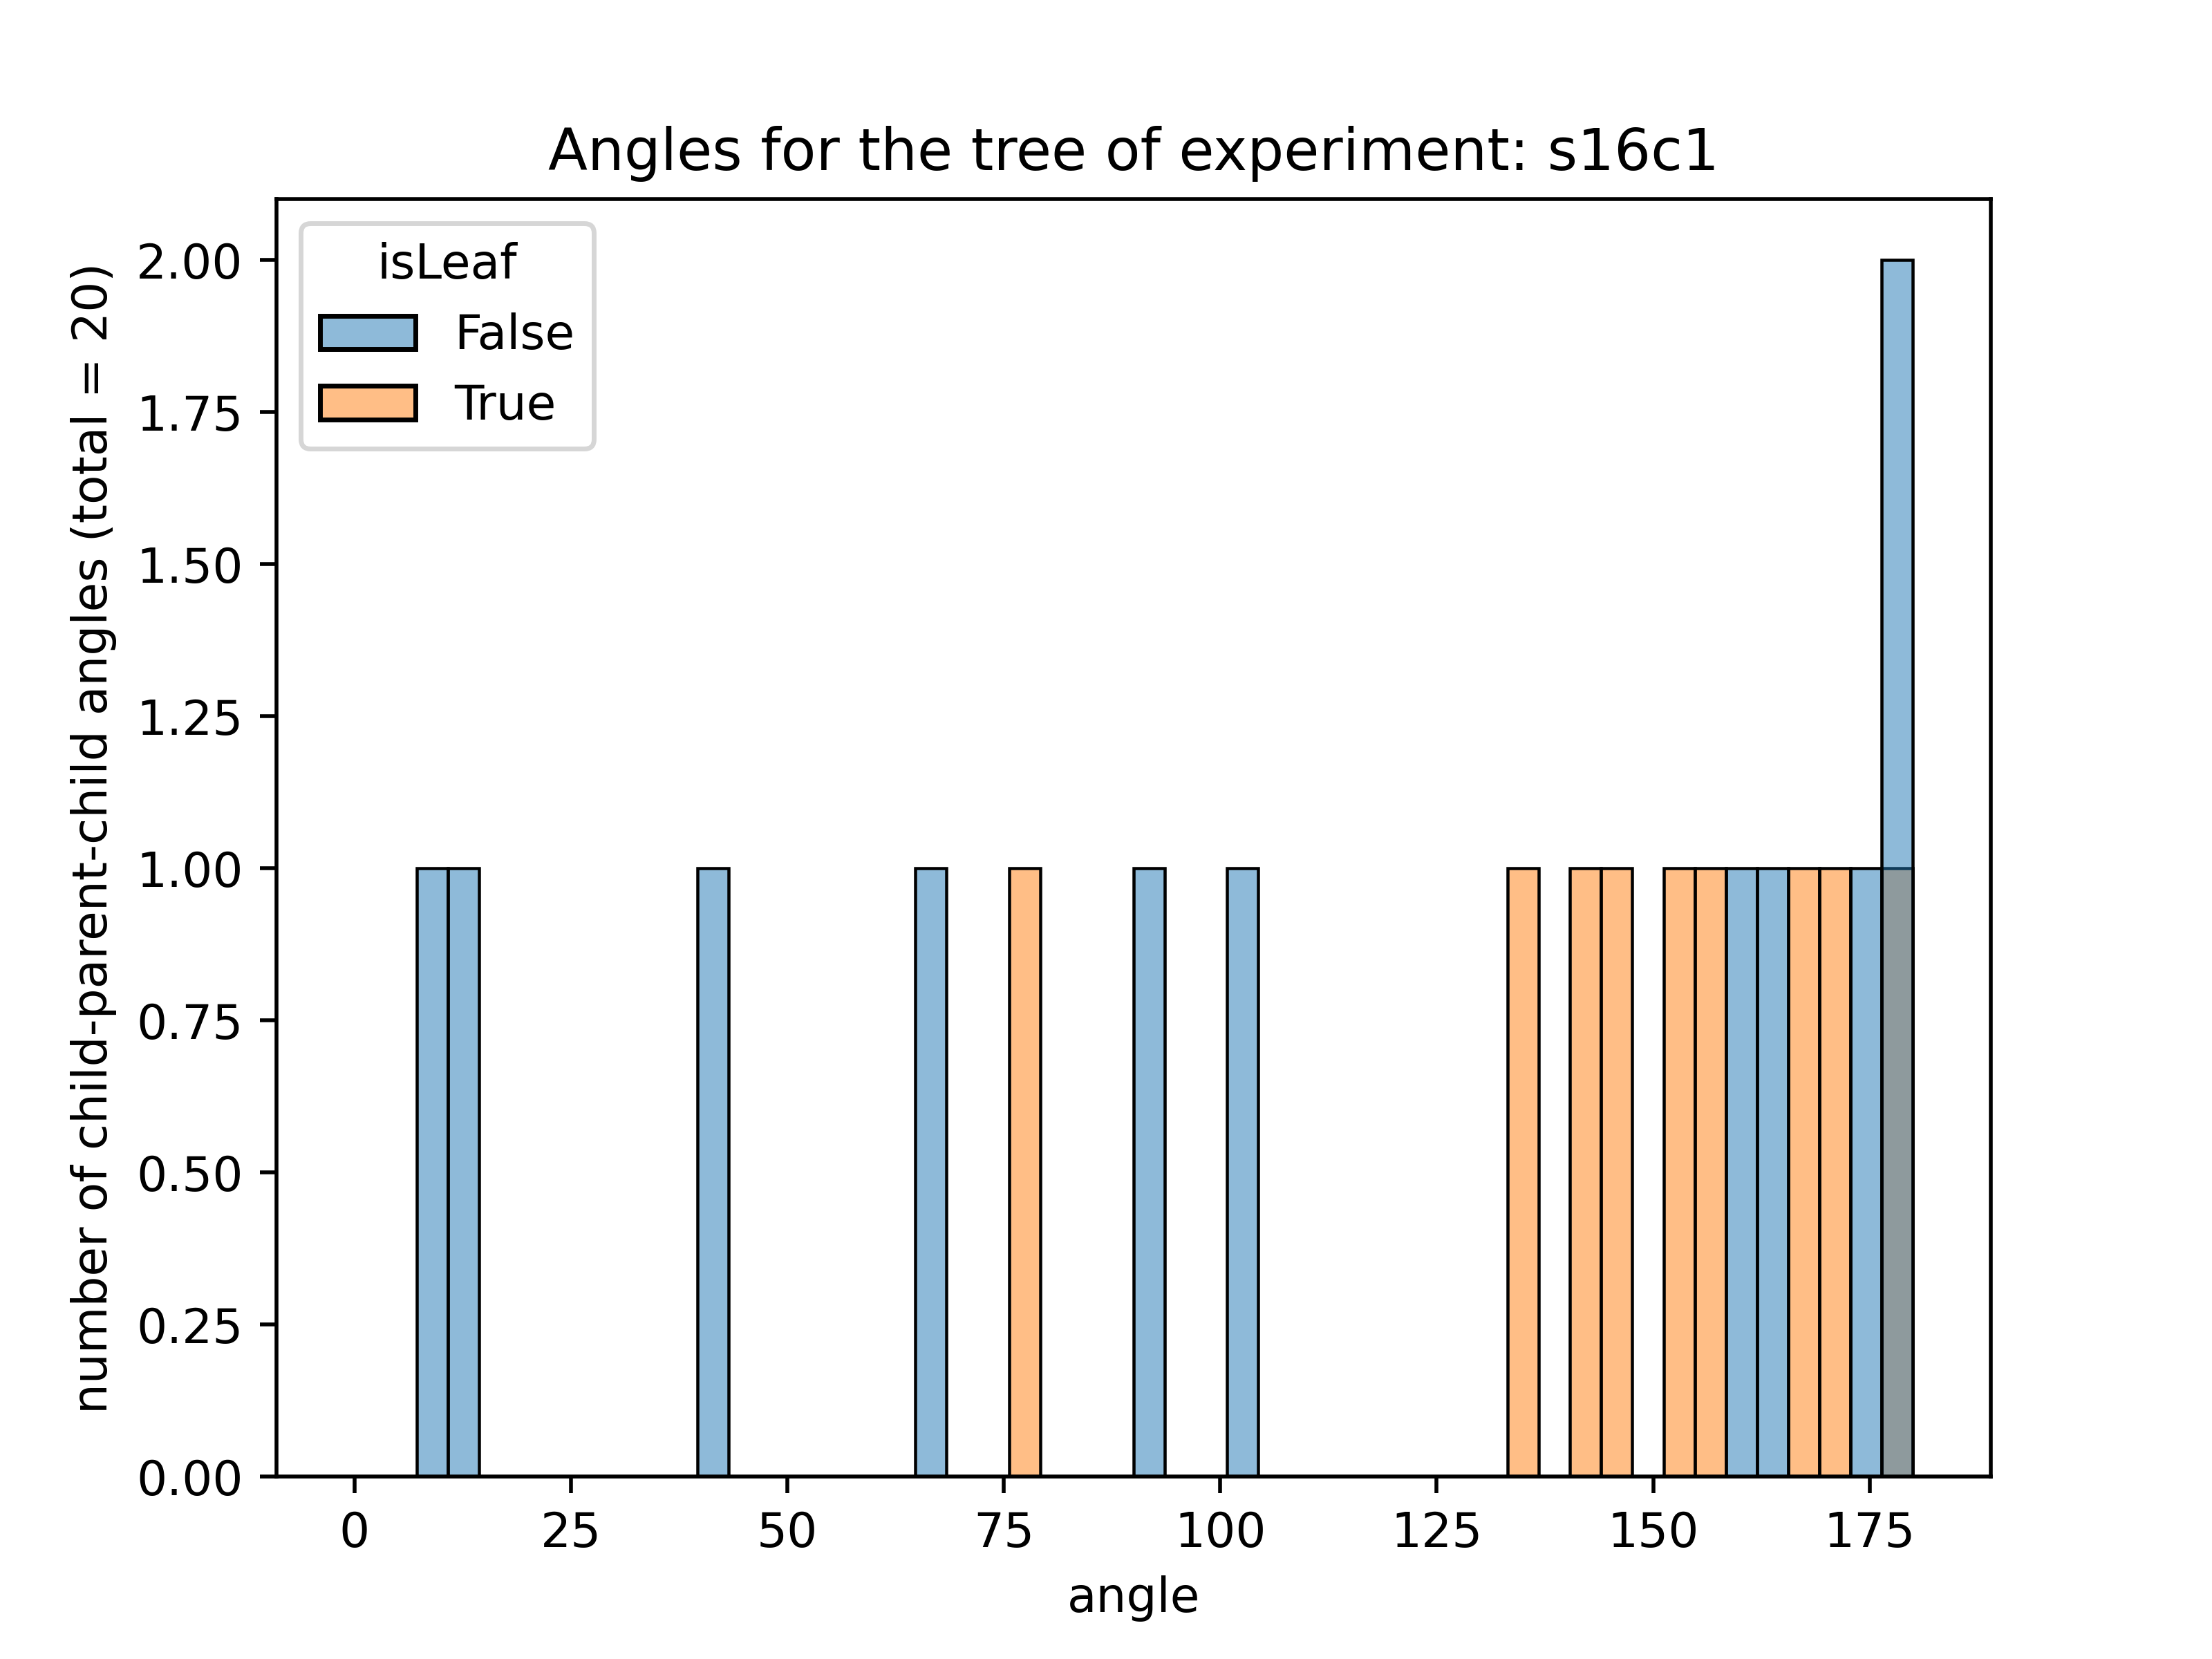 Angles for the tree of experiment: s16c1
isLeaf
False
True
number of child-parent-child angles (total = 20)
2.00
1.75
1.50
1.25
1.00
0.75
0.50
0.25
0.00
0 25 50 75 100 125 150 175
angle